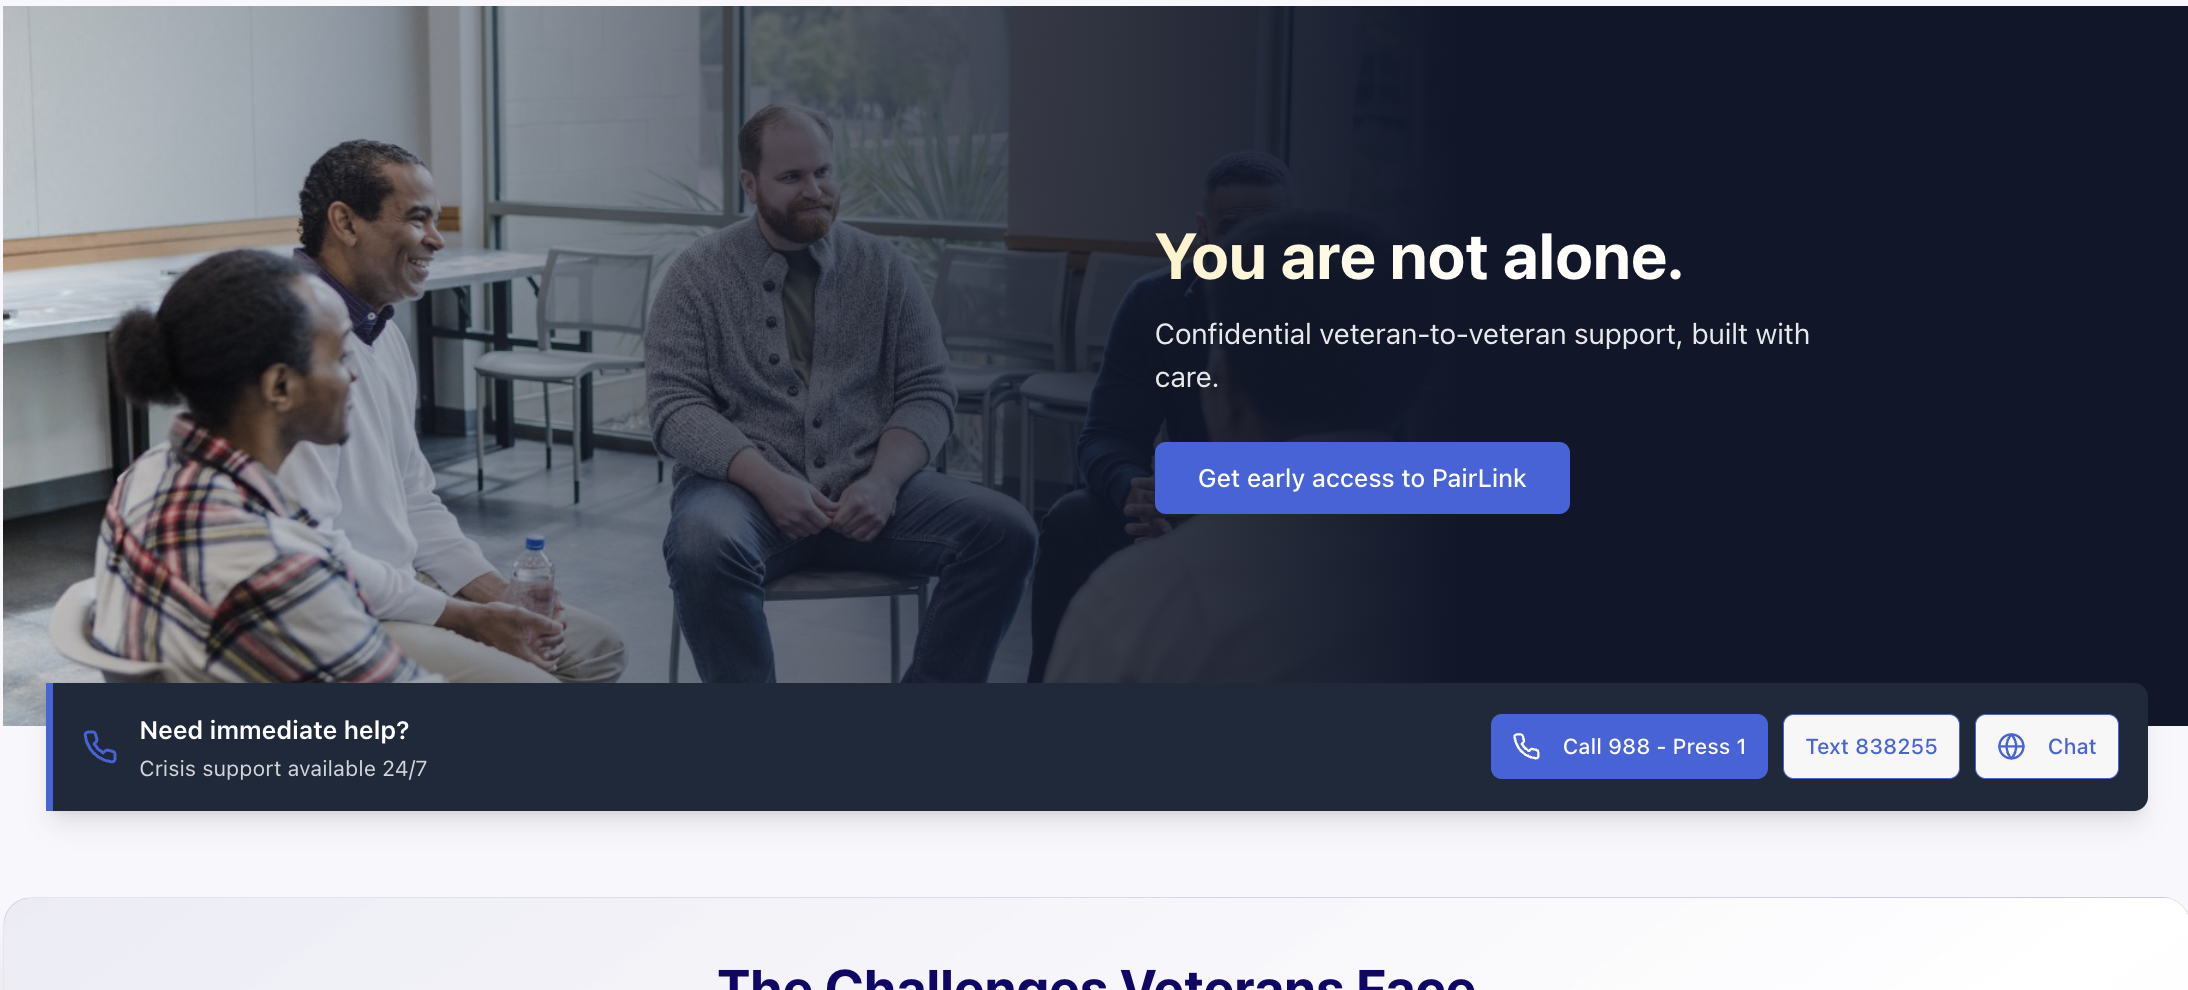 You are not alone.
Confidential veteran-to-veteran support, built with
care.
Get early access to PairLink
Need immediate help?
Crisis support available 24/7
Call 988 - Press 1
Text 838255
Chat
The Challenges Veterans Face